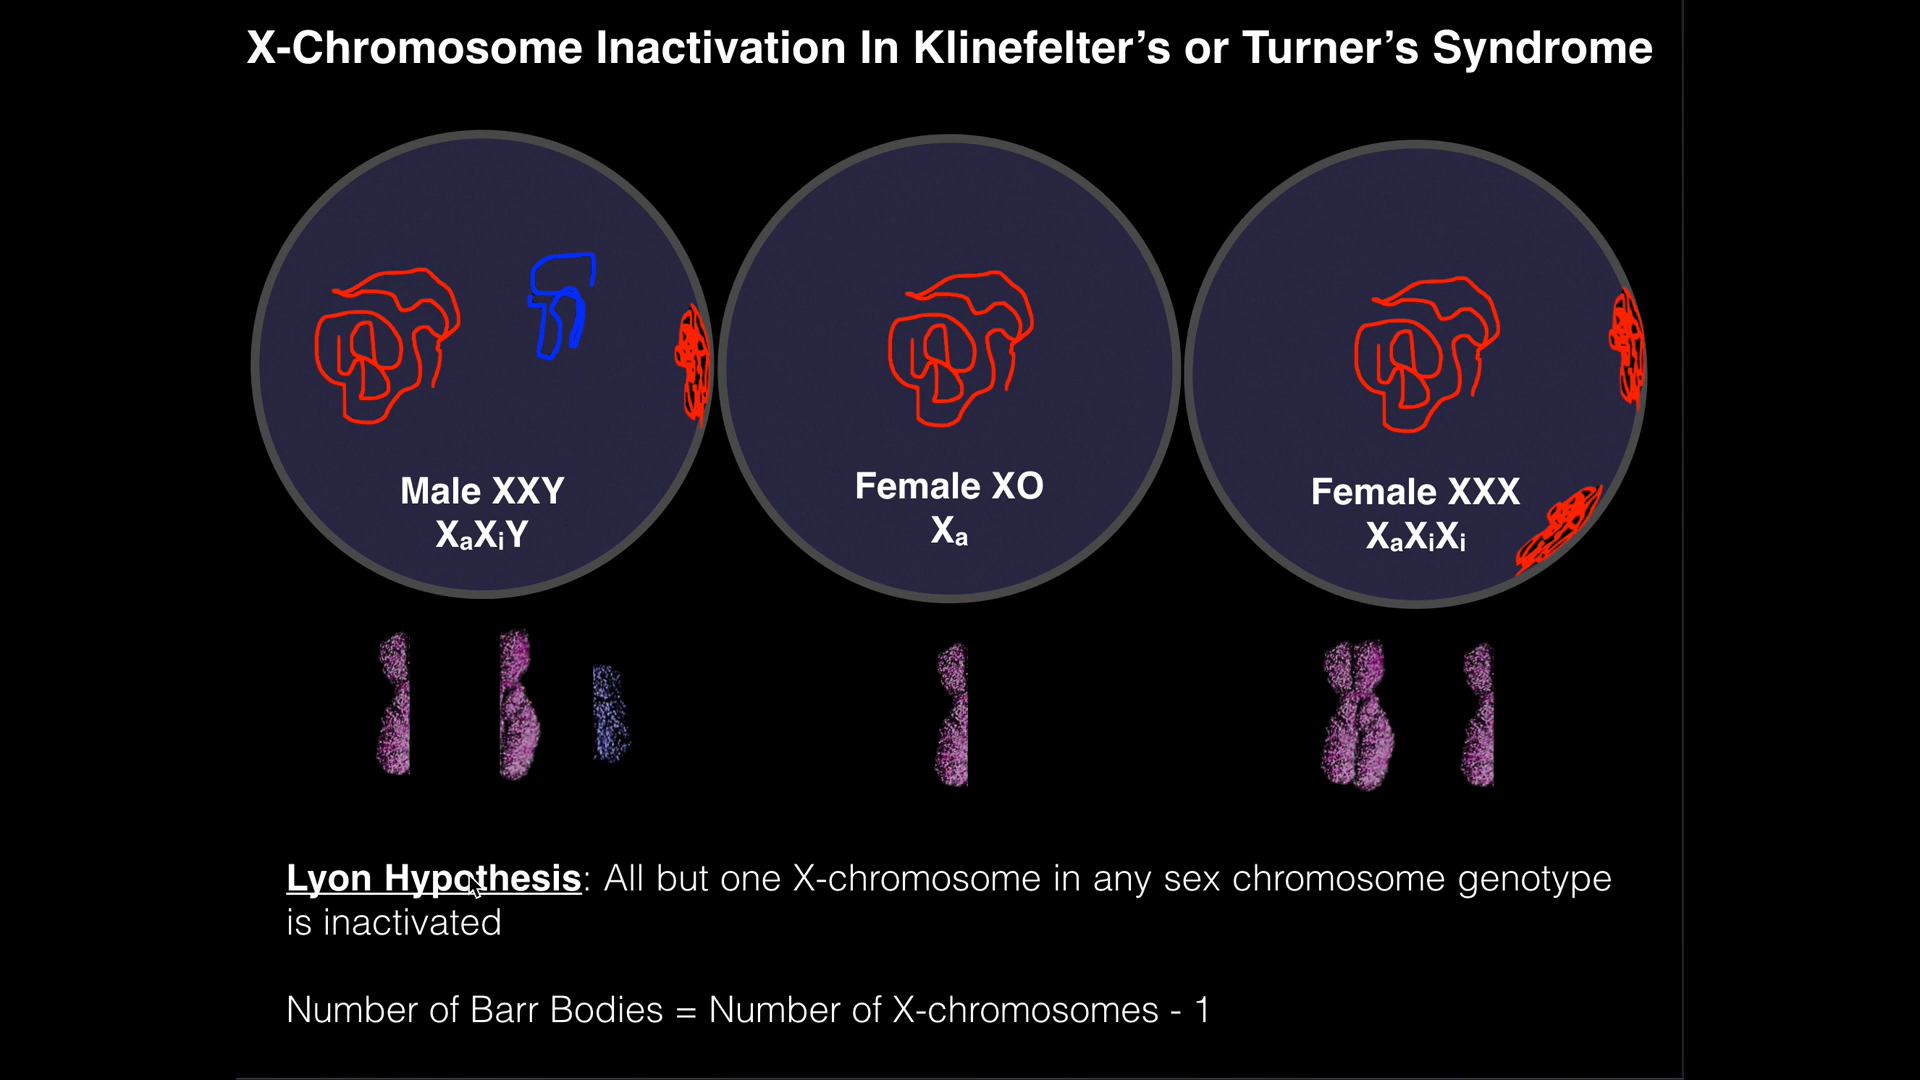 X-Chromosome Inactivation In Klinefelter’s or Turner’s Syndrome
Male XXY
XaXiY
Female XO
Xa
Female XXX
XaXiXi
Lyon Hypothesis: All but one X-chromosome in any sex chromosome genotype
is inactivated
Number of Barr Bodies = Number of X-chromosomes - 1